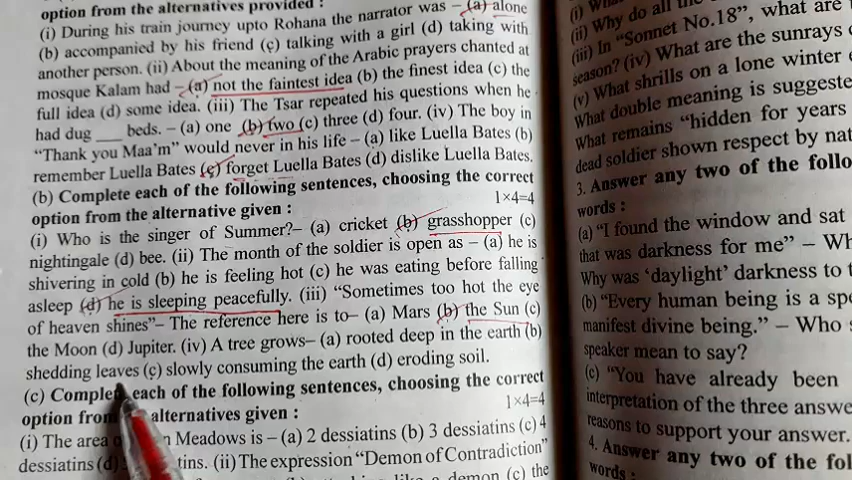 option from the alternatives provided :
(i) During his train journey upto Rohana the narrator was – (a) alone
(b) accompanied by his friend (c) talking with a girl (d) taking with
another person. (ii) About the meaning of the Arabic prayers chanted at
mosque Kalam had – (a) not the faintest idea (b) the finest idea (c) the
full idea (d) some idea. (iii) The Tsar repeated his questions when he
had dug ___ beds. – (a) one (b) two (c) three (d) four. (iv) The boy in
"Thank you Maa'm" would never in his life – (a) like Luella Bates (b)
remember Luella Bates (c) forget Luella Bates (d) dislike Luella Bates.
(b) Complete each of the following sentences, choosing the correct
option from the alternative given : 1×4=4
(i) Who is the singer of Summer?– (a) cricket (b) grasshopper (c)
nightingale (d) bee. (ii) The month of the soldier is open as – (a) he is
shivering in cold (b) he is feeling hot (c) he was eating before falling
asleep (d) he is sleeping peacefully. (iii) "Sometimes too hot the eye
of heaven shines"– The reference here is to– (a) Mars (b) the Sun (c)
the Moon (d) Jupiter. (iv) A tree grows– (a) rooted deep in the earth (b)
shedding leaves (c) slowly consuming the earth (d) eroding soil.
(c) Complete each of the following sentences, choosing the correct
option from alternatives given : 1×4=4
(i) The area Meadows is – (a) 2 dessiatins (b) 3 dessiatins (c) 4
dessiatins (d) tins. (ii) The expression "Demon of Contradiction"
like a demon (c) the
(ii) Why do all the
(iii) In "Sonnet No.18", what are
season? (iv) What are the sunrays
(v) What shrills on a lone winter
What double meaning is suggeste
What remains "hidden for years
dead soldier shown respect by nat
3. Answer any two of the follo
words :
(a) "I found the window and sat
that was darkness for me" – Wh
Why was 'daylight' darkness to
(b) "Every human being is a spe
manifest divine being." – Who
speaker mean to say?
(c) "You have already been
interpretation of the three answe
reasons to support your answer.
4. Answer any two of the fol
words :